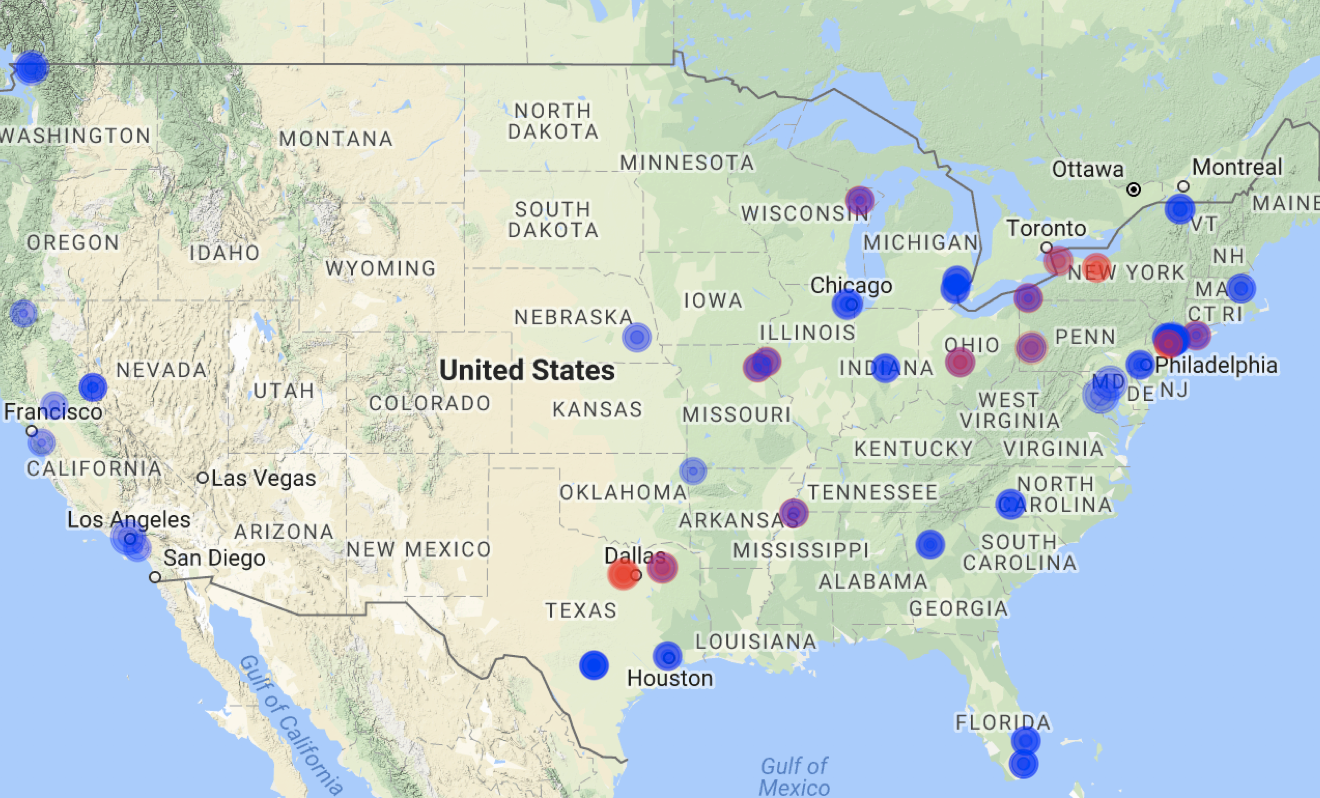 NORTH
DAKOTA
WASHINGTON
MONTANA
MINNESOTA
Ottawa
Montreal
MAINE
SOUTH
DAKOTA
WISCONSIN
VT
OREGON
IDAHO
MICHIGAN
Toronto
NH
WYOMING
NEW YORK
Chicago
MA
IOWA
CT RI
NEBRASKA
ILLINOIS
OHIO
PENN
NEVADA
United States
INDIANA
Philadelphia
UTAH
COLORADO
MD
DE NJ
Francisco
KANSAS
MISSOURI
WEST
VIRGINIA
KENTUCKY
VIRGINIA
CALIFORNIA
Las Vegas
OKLAHOMA
TENNESSEE
NORTH
CAROLINA
Los Angeles
ARIZONA
ARKANSAS
NEW MEXICO
MISSISSIPPI
SOUTH
CAROLINA
San Diego
Dallas
ALABAMA
TEXAS
GEORGIA
LOUISIANA
Houston
Gulf of California
FLORIDA
Gulf of
Mexico